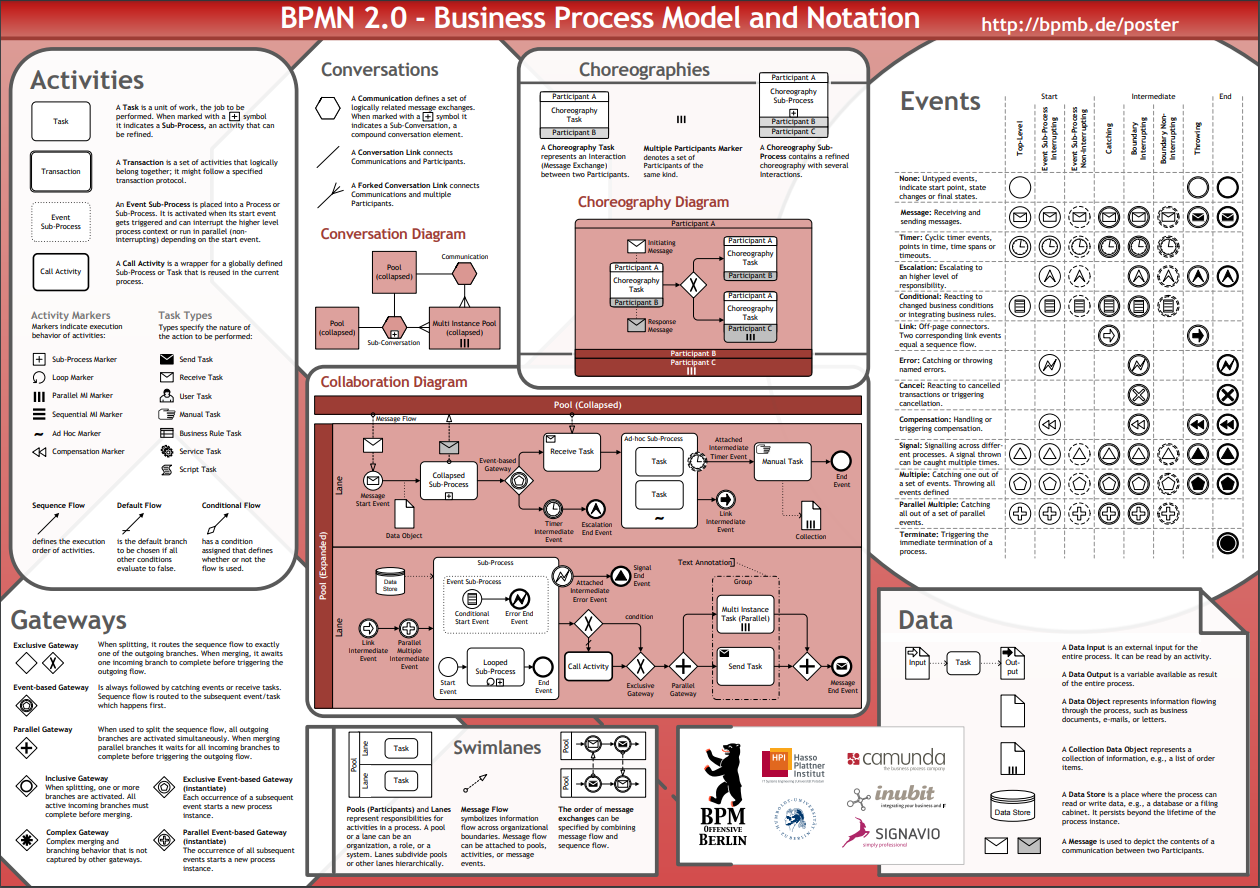 BPMN 2.0 - Business Process Model and Notation
http://bpmb.de/poster
Activities
Task
A Task is a unit of work, the job to be
performed. When marked with a + symbol
it indicates a Sub-Process, an activity that can
be refined.
Transaction
A Transaction is a set of activities that logically
belong together; it might follow a specified
transaction protocol.
Event
Sub-Process
An Event Sub-Process is placed into a Process or
Sub-Process. It is activated when its start event
gets triggered and can interrupt the higher level
process context or run in parallel (non-
interrupting) depending on the start event.
Call Activity
A Call Activity is a wrapper for a globally defined
Sub-Process or Task that is reused in the current
process.
Activity Markers
Markers indicate execution
behavior of activities:
Sub-Process Marker
Loop Marker
Parallel MI Marker
Sequential MI Marker
Ad Hoc Marker
Compensation Marker
Task Types
Types specify the nature of
the action to be performed:
Send Task
Receive Task
User Task
Manual Task
Business Rule Task
Service Task
Script Task
Sequence Flow
defines the execution
order of activities.
Default Flow
is the default branch
to be chosen if all
other conditions
evaluate to false.
Conditional Flow
has a condition
assigned that defines
whether or not the
flow is used.
Conversations
A Communication defines a set of
logically related message exchanges.
When marked with a + symbol it
indicates a Sub-Conversation, a
compound conversation element.
A Conversation Link connects
Communications and Participants.
A Forked Conversation Link connects
Communications and multiple
Participants.
Conversation Diagram
Pool
(collapsed)
Communication
Pool
(collapsed)
Sub-Conversation
Multi Instance Pool
(collapsed)
Choreographies
Participant A
Choreography
Task
Participant B
A Choreography Task
represents an Interaction
(Message Exchange)
between two Participants.
Multiple Participants Marker
denotes a set of
Participants of the
same kind.
Participant A
Choreography
Sub-Process
Participant B
Participant C
A Choreography Sub-
Process contains a refined
choreography with several
Interactions.
Choreography Diagram
Participant A
Initiating
Message
Participant A
Choreography
Task
Participant B
Response
Message
Participant A
Choreography
Task
Participant B
Participant A
Choreography
Task
Participant C
Participant B
Participant C
Collaboration Diagram
Pool (Collapsed)
Message Flow
Pool (Expanded)
Lane
Message
Start Event
Data Object
Collapsed
Sub-Process
Event-based
Gateway
Receive Task
Timer
Intermediate
Event
Escalation
End Event
Ad-hoc Sub-Process
Task
Task
Attached
Intermediate
Timer Event
Link
Intermediate
Event
Manual Task
End
Event
Collection
Lane
Data
Store
Link
Intermediate
Event
Parallel
Multiple
Intermediate
Event
Sub-Process
Event Sub-Process
Conditional
Start Event
Error End
Event
Start
Event
Looped
Sub-Process
End
Event
Attached
Intermediate
Error Event
Signal
End
Event
Call Activity
condition
Exclusive
Gateway
Parallel
Gateway
Text Annotation
Group
Multi Instance
Task (Parallel)
Send Task
Message
End Event
Events
Start
Intermediate
End
Top-Level
Event Sub-Process
Interrupting
Event Sub-Process
Non-Interrupting
Catching
Boundary
Interrupting
Boundary Non-
Interrupting
Throwing
None: Untyped events,
indicate start point, state
changes or final states.
Message: Receiving and
sending messages.
Timer: Cyclic timer events,
points in time, time spans or
timeouts.
Escalation: Escalating to
an higher level of
responsibility.
Conditional: Reacting to
changed business conditions
or integrating business rules.
Link: Off-page connectors.
Two corresponding link events
equal a sequence flow.
Error: Catching or throwing
named errors.
Cancel: Reacting to cancelled
transactions or triggering
cancellation.
Compensation: Handling or
triggering compensation.
Signal: Signalling across differ-
ent processes. A signal thrown
can be caught multiple times.
Multiple: Catching one out of
a set of events. Throwing all
events defined
Parallel Multiple: Catching
all out of a set of parallel
events.
Terminate: Triggering the
immediate termination of a
process.
Gateways
Exclusive Gateway
When splitting, it routes the sequence flow to exactly
one of the outgoing branches. When merging, it awaits
one incoming branch to complete before triggering the
outgoing flow.
Event-based Gateway
Is always followed by catching events or receive tasks.
Sequence flow is routed to the subsequent event/task
which happens first.
Parallel Gateway
When used to split the sequence flow, all outgoing
branches are activated simultaneously. When merging
parallel branches it waits for all incoming branches to
complete before triggering the outgoing flow.
Inclusive Gateway
When splitting, one or more
branches are activated. All
active incoming branches must
complete before merging.
Exclusive Event-based Gateway
(Instantiate)
Each occurrence of a subsequent
event starts a new process
instance.
Complex Gateway
Complex merging and
branching behavior that is not
captured by other gateways.
Parallel Event-based Gateway
(Instantiate)
The occurrence of all subsequent
events starts a new process
instance.
Swimlanes
Pool
Lane
Task
Lane
Task
Pools (Participants) and Lanes
represent responsibilities for
activities in a process. A pool
or a lane can be an
organization, a role, or a
system. Lanes subdivide pools
or other lanes hierarchically.
Message Flow
symbolizes information
flow across organizational
boundaries. Message flow
can be attached to pools,
activities, or message
events.
Pool
Pool
The order of message
exchanges can be
specified by combining
message flow and
sequence flow.
BPM
OFFENSIVE
BERLIN
HPI
Hasso
Plattner
Institut
camunda
the business process company
inubit
integrating your business and IT
SIGNAVIO
simply professional
Data
Input
Task
Out-
put
A Data Input is an external input for the
entire process. It can be read by an activity.
A Data Output is a variable available as result
of the entire process.
A Data Object represents information flowing
through the process, such as business
documents, e-mails, or letters.
A Collection Data Object represents a
collection of information, e.g., a list of order
items.
Data Store
A Data Store is a place where the process can
read or write data, e.g., a database or a filing
cabinet. It persists beyond the lifetime of the
process instance.
A Message is used to depict the contents of a
communication between two Participants.